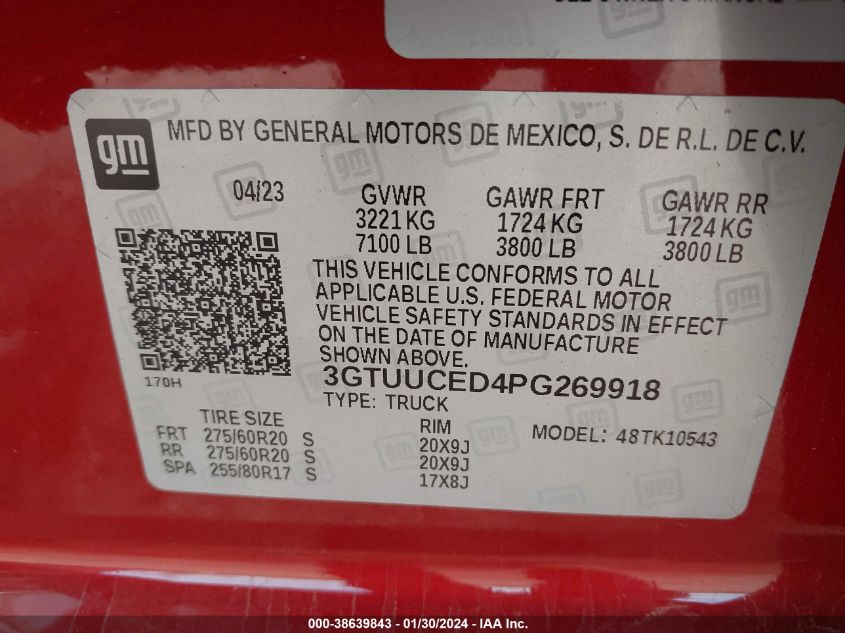 SEE OWNER'S MANUAL
gm
MFD BY GENERAL MOTORS DE MEXICO, S. DE R.L. DE C.V.
04/23 GVWR GAWR FRT GAWR RR
3221 KG 1724 KG 1724 KG
7100 LB 3800 LB 3800 LB
THIS VEHICLE CONFORMS TO ALL
APPLICABLE U.S. FEDERAL MOTOR
VEHICLE SAFETY STANDARDS IN EFFECT
ON THE DATE OF MANUFACTURE
SHOWN ABOVE.
170H
3GTUUCED4PG269918
TYPE: TRUCK
TIRE SIZE RIM MODEL: 48TK10543
FRT 275/60R20 S 20X9J
RR 275/60R20 S 20X9J
SPA 255/80R17 S 17X8J
000-38639843 - 01/30/2024 - IAA Inc.